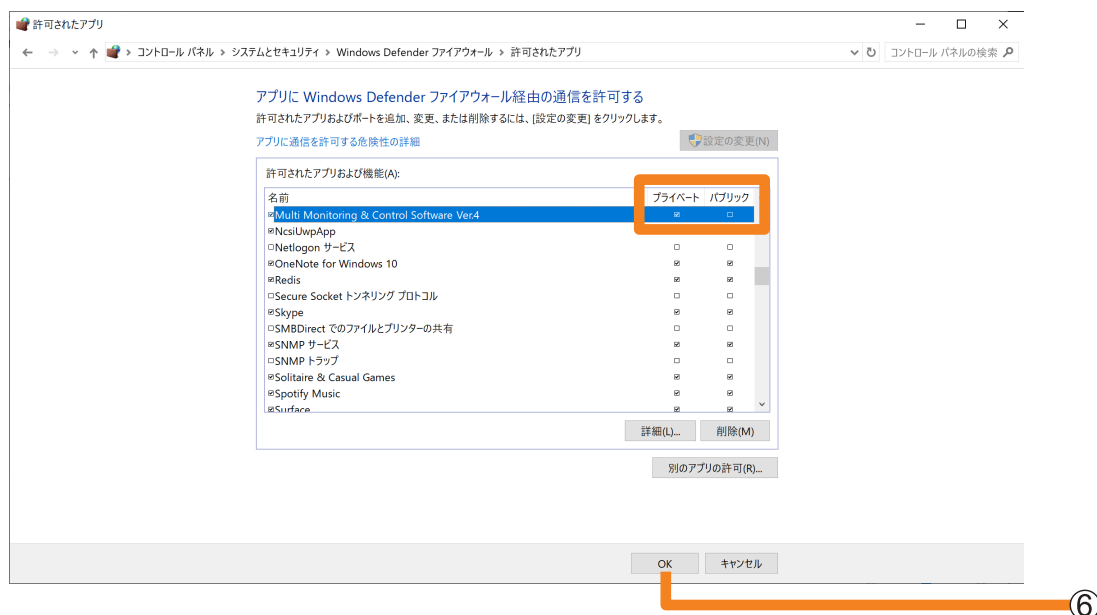 許可されたアプリ
コントロール パネル › システムとセキュリティ › Windows Defender ファイアウォール › 許可されたアプリ
コントロール パネルの検索
アプリに Windows Defender ファイアウォール経由の通信を許可する
許可されたアプリおよびポートを追加、変更、または削除するには、[設定の変更] をクリックします。
アプリに通信を許可する危険性の詳細
設定の変更(N)
許可されたアプリおよび機能(A):
名前 プライベート パブリック
Multi Monitoring & Control Software Ver.4
NcsiUwpApp
Netlogon サービス
OneNote for Windows 10
Redis
Secure Socket トンネリング プロトコル
Skype
SMBDirect でのファイルとプリンターの共有
SNMP サービス
SNMP トラップ
Solitaire & Casual Games
Spotify Music
Surface
詳細(L)... 削除(M)
別のアプリの許可(R)...
OK キャンセル
⑥